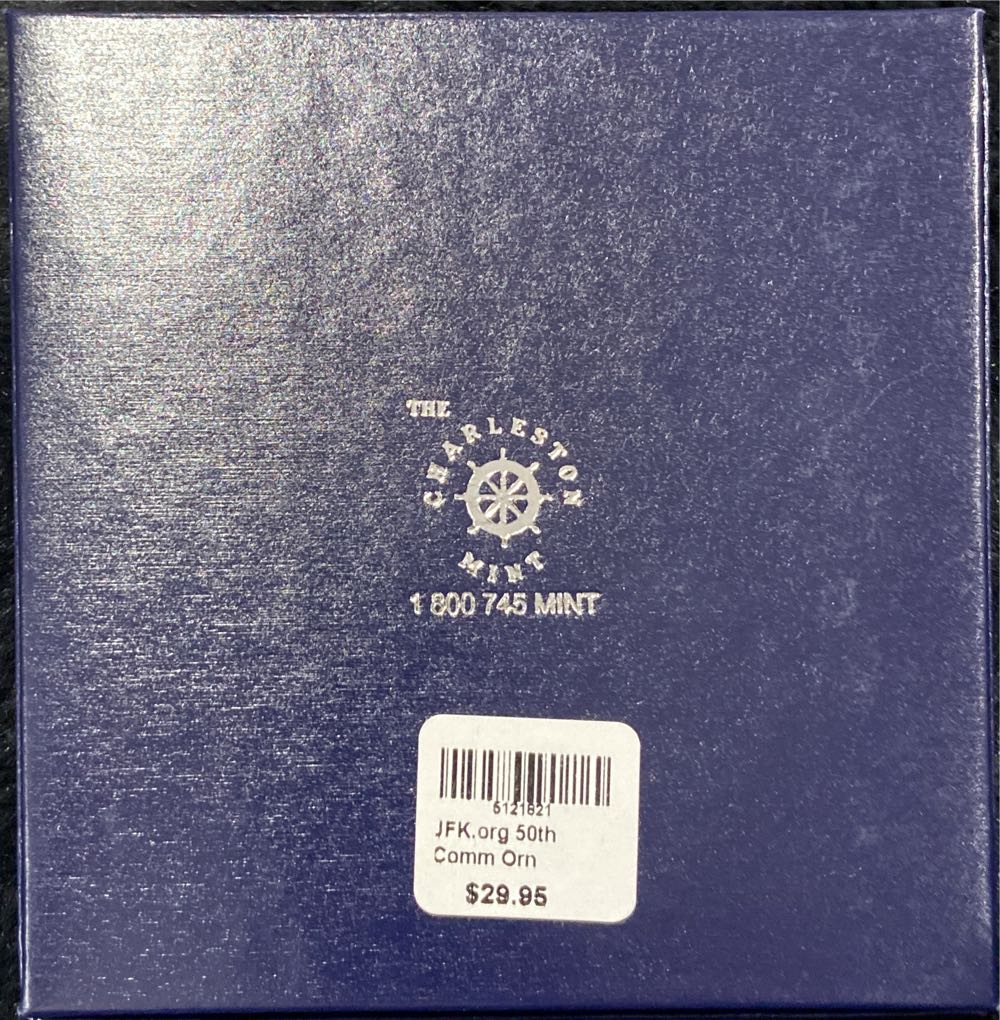 THE
CHARLESTON
MINT
1 800 745 MINT
6121821
JFK.org 50th
Comm Orn
$29.95